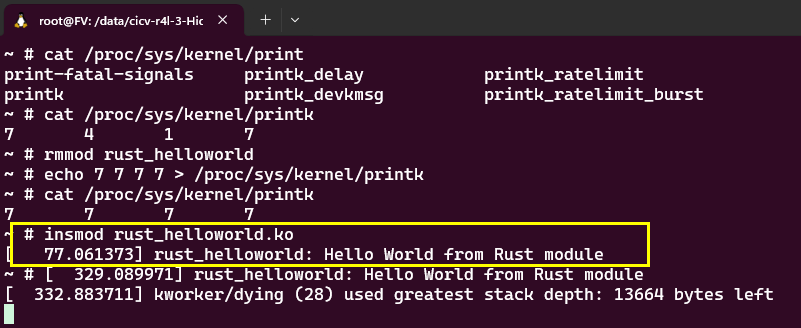 root@FV: /data/cicv-r4l-3-Hic
~ # cat /proc/sys/kernel/print
print-fatal-signals printk_delay printk_ratelimit
printk printk_devkmsg printk_ratelimit_burst
~ # cat /proc/sys/kernel/printk
7 4 1 7
~ # rmmod rust_helloworld
~ # echo 7 7 7 7 > /proc/sys/kernel/printk
~ # cat /proc/sys/kernel/printk
7 7 7 7
~ # insmod rust_helloworld.ko
[ 77.061373] rust_helloworld: Hello World from Rust module
~ # [ 329.089971] rust_helloworld: Hello World from Rust module
[ 332.883711] kworker/dying (28) used greatest stack depth: 13664 bytes left